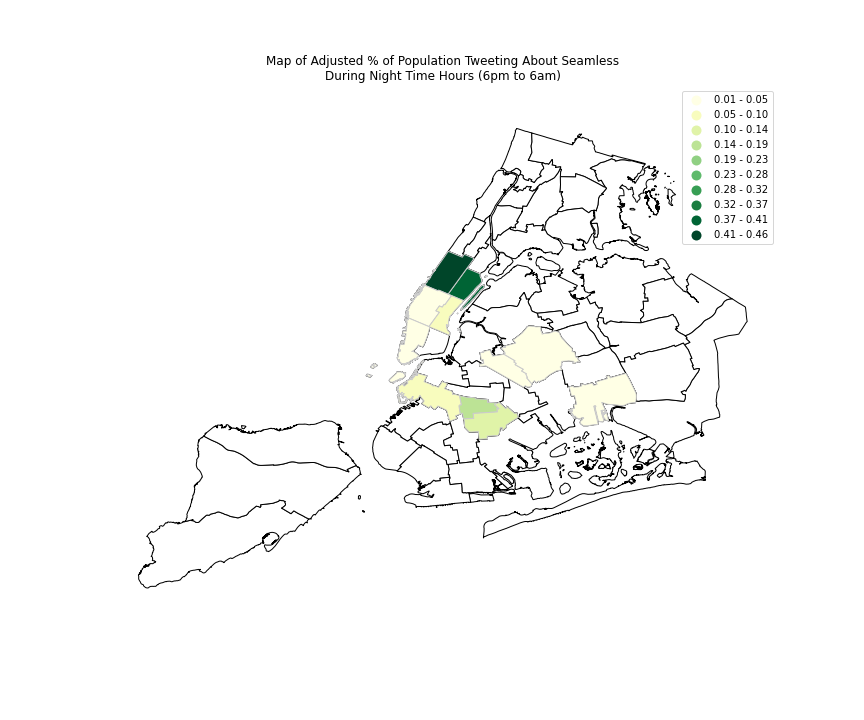 Map of Adjusted % of Population Tweeting About Seamless
During Night Time Hours (6pm to 6am)
0.01 - 0.05
0.05 - 0.10
0.10 - 0.14
0.14 - 0.19
0.19 - 0.23
0.23 - 0.28
0.28 - 0.32
0.32 - 0.37
0.37 - 0.41
0.41 - 0.46